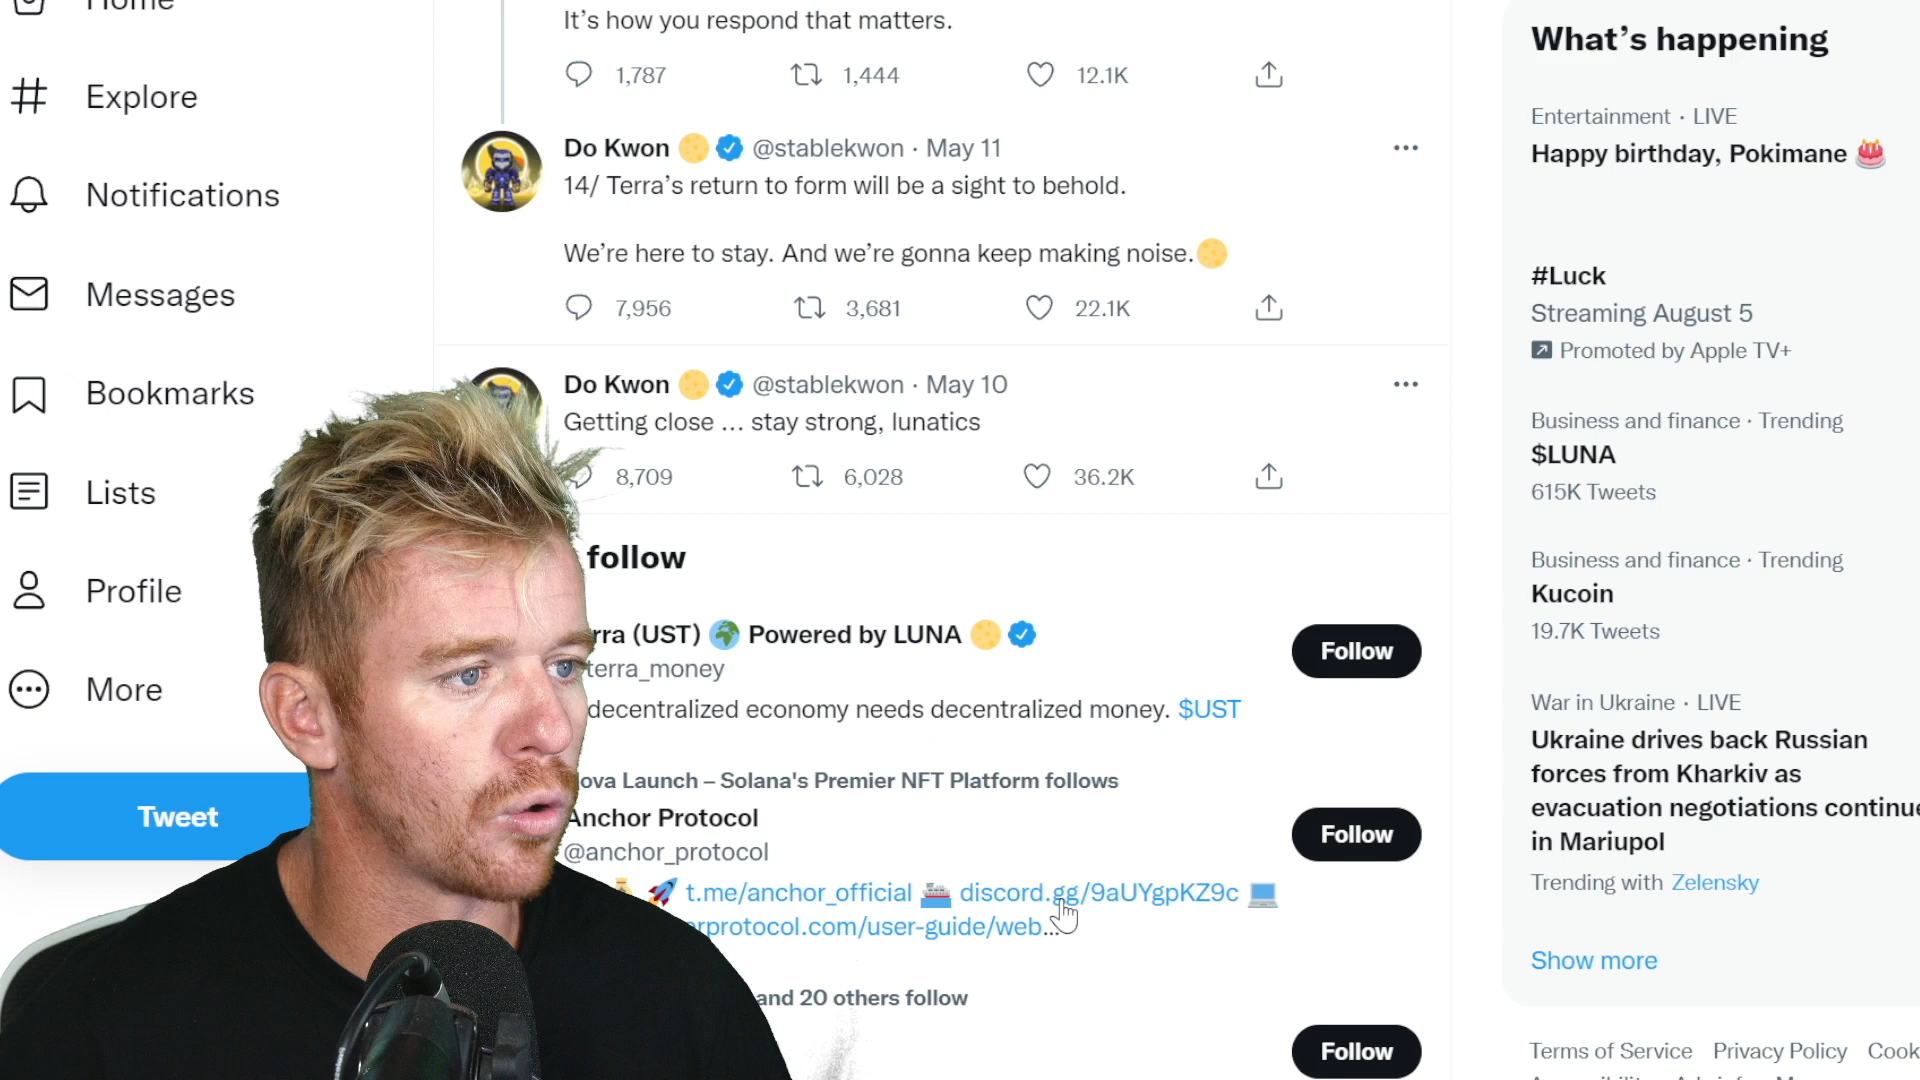 Home
Explore
Notifications
Messages
Bookmarks
Lists
Profile
More
Tweet
It's how you respond that matters.
1,787 1,444 12.1K
Do Kwon @stablekwon · May 11
14/ Terra's return to form will be a sight to behold.
We're here to stay. And we're gonna keep making noise.
7,956 3,681 22.1K
Do Kwon @stablekwon · May 10
Getting close ... stay strong, lunatics
8,709 6,028 36.2K
follow
rra (UST) Powered by LUNA
terra_money
Follow
decentralized economy needs decentralized money. $UST
ova Launch – Solana's Premier NFT Platform follows
Anchor Protocol
@anchor_protocol
Follow
t.me/anchor_official discord.gg/9aUYgpKZ9c
rprotocol.com/user-guide/web...
and 20 others follow
Follow
What's happening
Entertainment · LIVE
Happy birthday, Pokimane
#Luck
Streaming August 5
Promoted by Apple TV+
Business and finance · Trending
$LUNA
615K Tweets
Business and finance · Trending
Kucoin
19.7K Tweets
War in Ukraine · LIVE
Ukraine drives back Russian
forces from Kharkiv as
evacuation negotiations continue
in Mariupol
Trending with Zelensky
Show more
Terms of Service Privacy Policy Cook